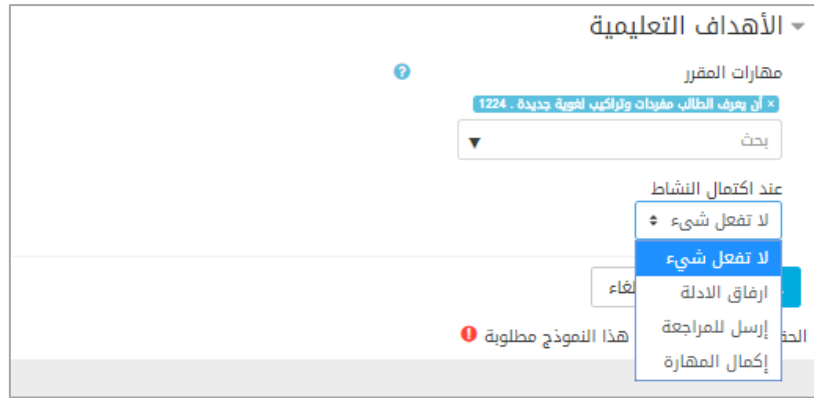 الأهداف التعليمية
مهارات المقرر
× أن يعرف الطالب مفردات وتراكيب لغوية جديدة . 1224
بحث
عند اكتمال النشاط
لا تفعل شيء
لا تفعل شيء
ارفاق الادلة
إرسل للمراجعة
إكمال المهارة
هذا النموذج مطلوبة